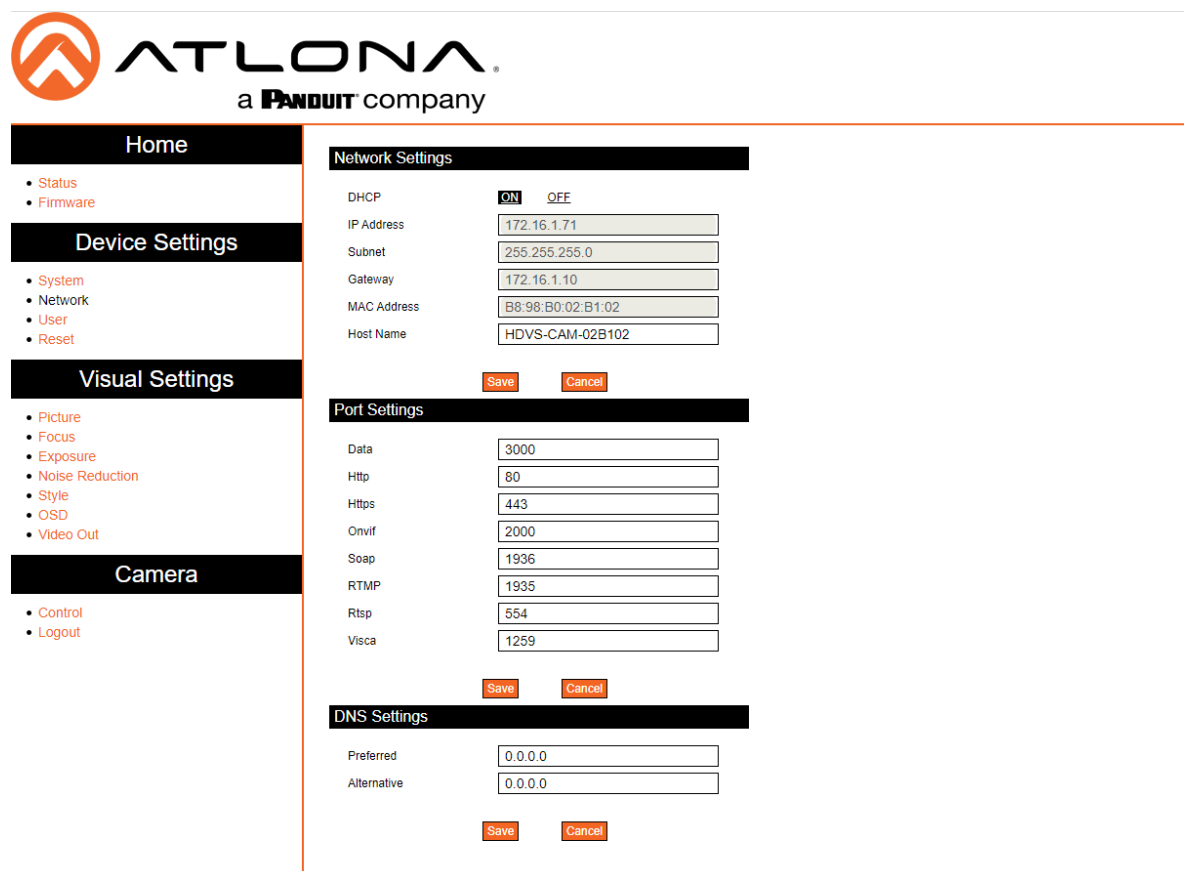 ATLONA®
a PANDUIT™ company
Home
Status
Firmware
Device Settings
System
Network
User
Reset
Visual Settings
Picture
Focus
Exposure
Noise Reduction
Style
OSD
Video Out
Camera
Control
Logout
Network Settings
DHCP ON OFF
IP Address 172.16.1.71
Subnet 255.255.255.0
Gateway 172.16.1.10
MAC Address B8:98:B0:02:B1:02
Host Name HDVS-CAM-02B102
Save Cancel
Port Settings
Data 3000
Http 80
Https 443
Onvif 2000
Soap 1936
RTMP 1935
Rtsp 554
Visca 1259
Save Cancel
DNS Settings
Preferred 0.0.0.0
Alternative 0.0.0.0
Save Cancel